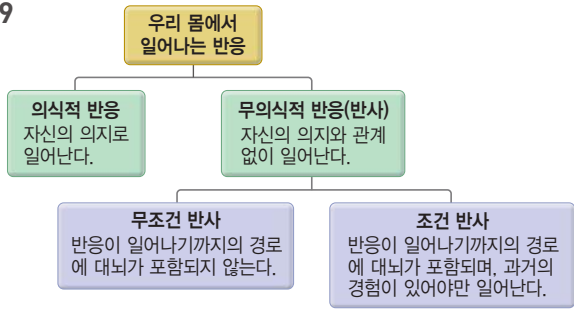 9
우리 몸에서
일어나는 반응
의식적 반응
자신의 의지로
일어난다.
무의식적 반응(반사)
자신의 의지와 관계
없이 일어난다.
무조건 반사
반응이 일어나기까지의 경로
에 대뇌가 포함되지 않는다.
조건 반사
반응이 일어나기까지의 경로
에 대뇌가 포함되며, 과거의
경험이 있어야만 일어난다.